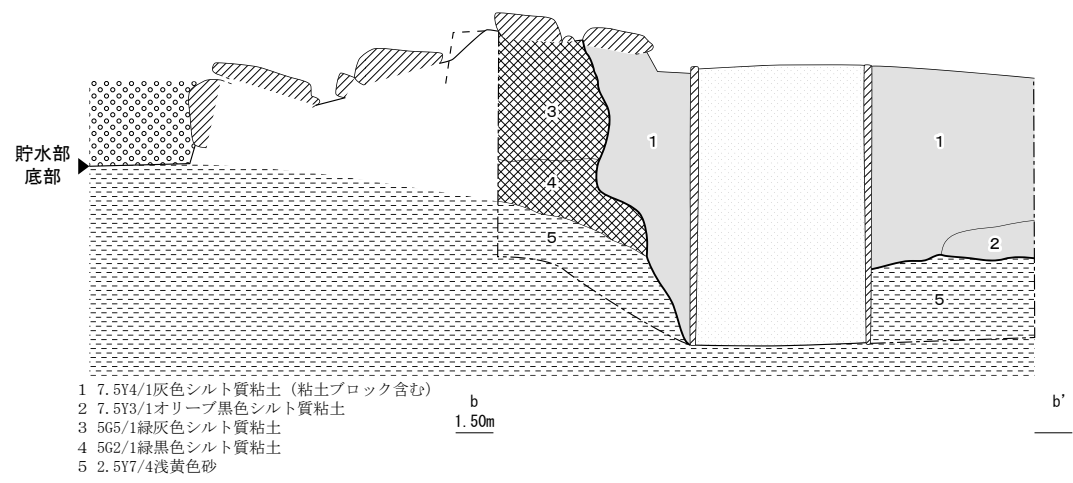 3
1
1
貯水部
底部
4
5
2
5
1 7.5Y4/1灰色シルト質粘土（粘土ブロック含む）
2 7.5Y3/1オリーブ黒色シルト質粘土
3 5G5/1緑灰色シルト質粘土
4 5G2/1緑黒色シルト質粘土
5 2.5Y7/4浅黄色砂
b
1.50m
b’